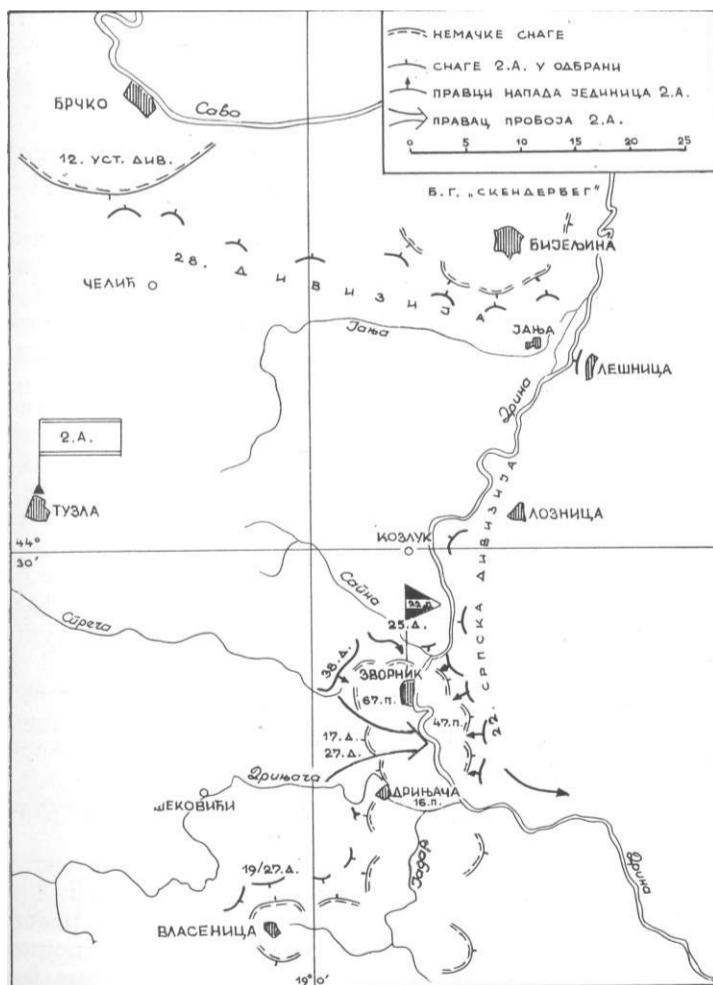 НЕМАЧКЕ СНАГЕ
СНАГЕ 2.А. У ОДБРАНИ
ПРАВЦИ НАПАДА ЈЕДИНИЦА 2.А.
ПРАВАЦ ПРОБОЈА 2.А.
0 5 10 15 20 25
БРЧКО
Саво
12. УСТ. ДИВ.
Б.Г. „СКЕНДЕРБЕГ"
БИЈЕЉИНА
28. ДИВИЗИЈА
ЧЕЛИЋ
Јања
ЈАЊА
ЛЕШНИЦА
Дрина
2.А.
ТУЗЛА
ЛОЗНИЦА
44°
30'
КОЗЛУК
22. СРПСКА ДИВИЗИЈА
Сапна
22.п
25.Д.
Спреча
38.Д.
ЗВОРНИК
67.п.
47.п.
17.Д.
27.Д.
Дрињача
ДРИЊАЧА
16.п.
ШЕКОВИЋИ
Јадар
Дрина
19/27.Д.
ВЛАСЕНИЦА
19°0'